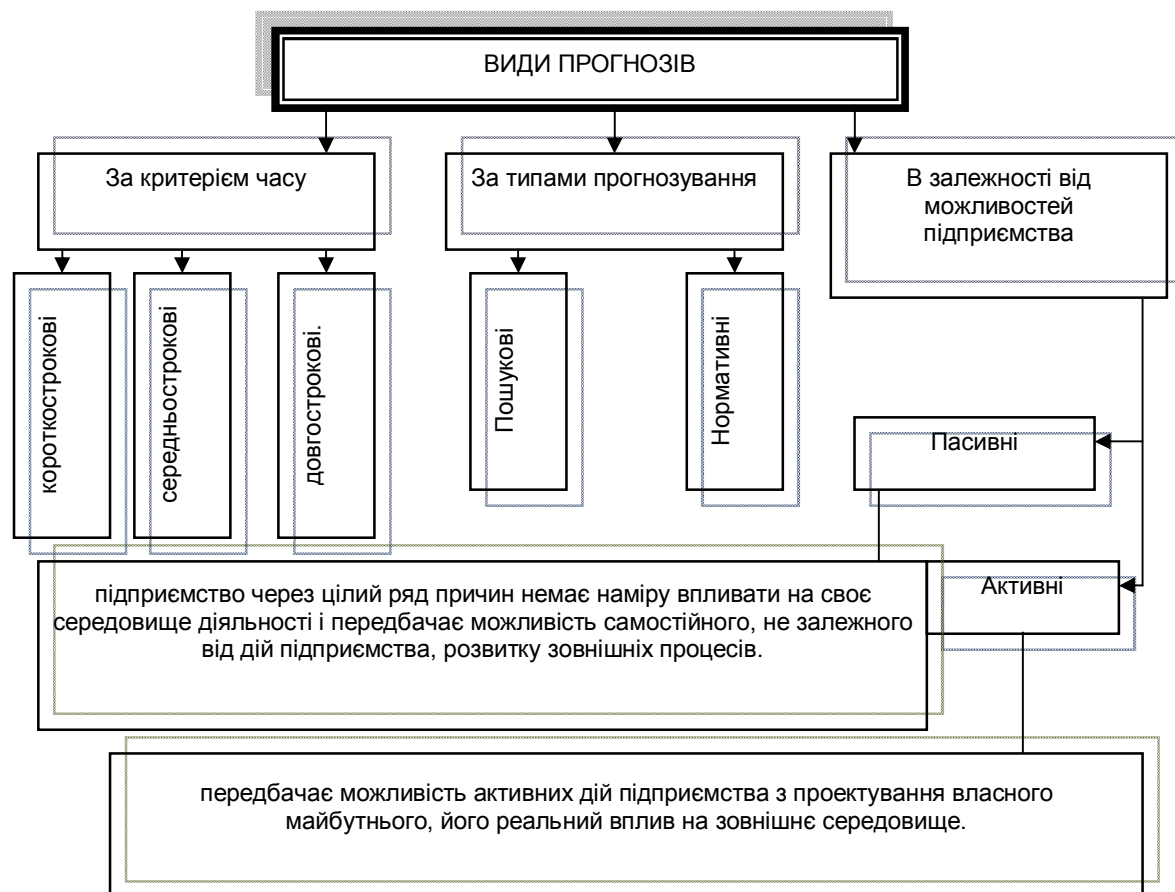 ВИДИ ПРОГНОЗІВ
За критерієм часу
За типами прогнозування
В залежності від
можливостей
підприємства
короткострокові
середньострокові
довгострокові.
Пошукові
Нормативні
Пасивні
Активні
підприємство через цілий ряд причин немає наміру впливати на своє
середовище діяльності і передбачає можливість самостійного, не залежного
від дій підприємства, розвитку зовнішніх процесів.
передбачає можливість активних дій підприємства з проектування власного
майбутнього, його реальний вплив на зовнішнє середовище.